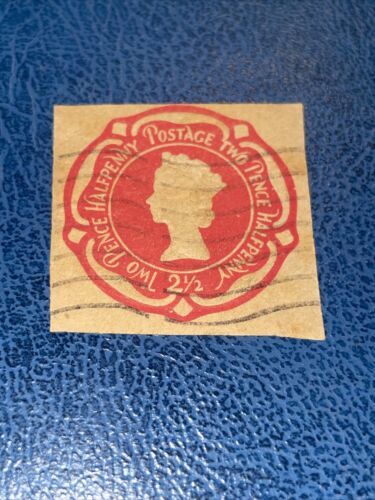 POSTAGE TWO PENCE HALFPENNY
TWO PENCE HALFPENNY
2½